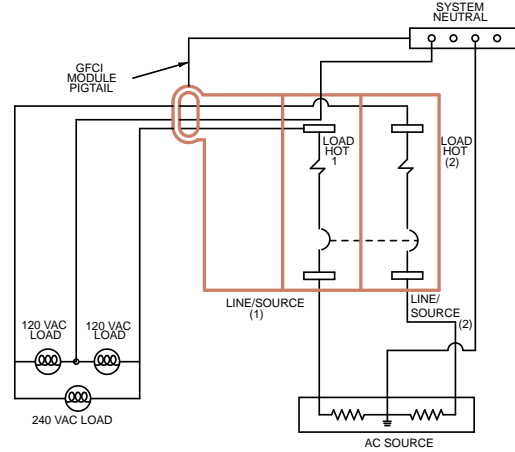 SYSTEM
NEUTRAL
GFCI
MODULE
PIGTAIL
LOAD
HOT
1
LOAD
HOT
(2)
LINE/SOURCE
(1)
LINE/
SOURCE (2)
120 VAC
LOAD
120 VAC
LOAD
240 VAC LOAD
AC SOURCE